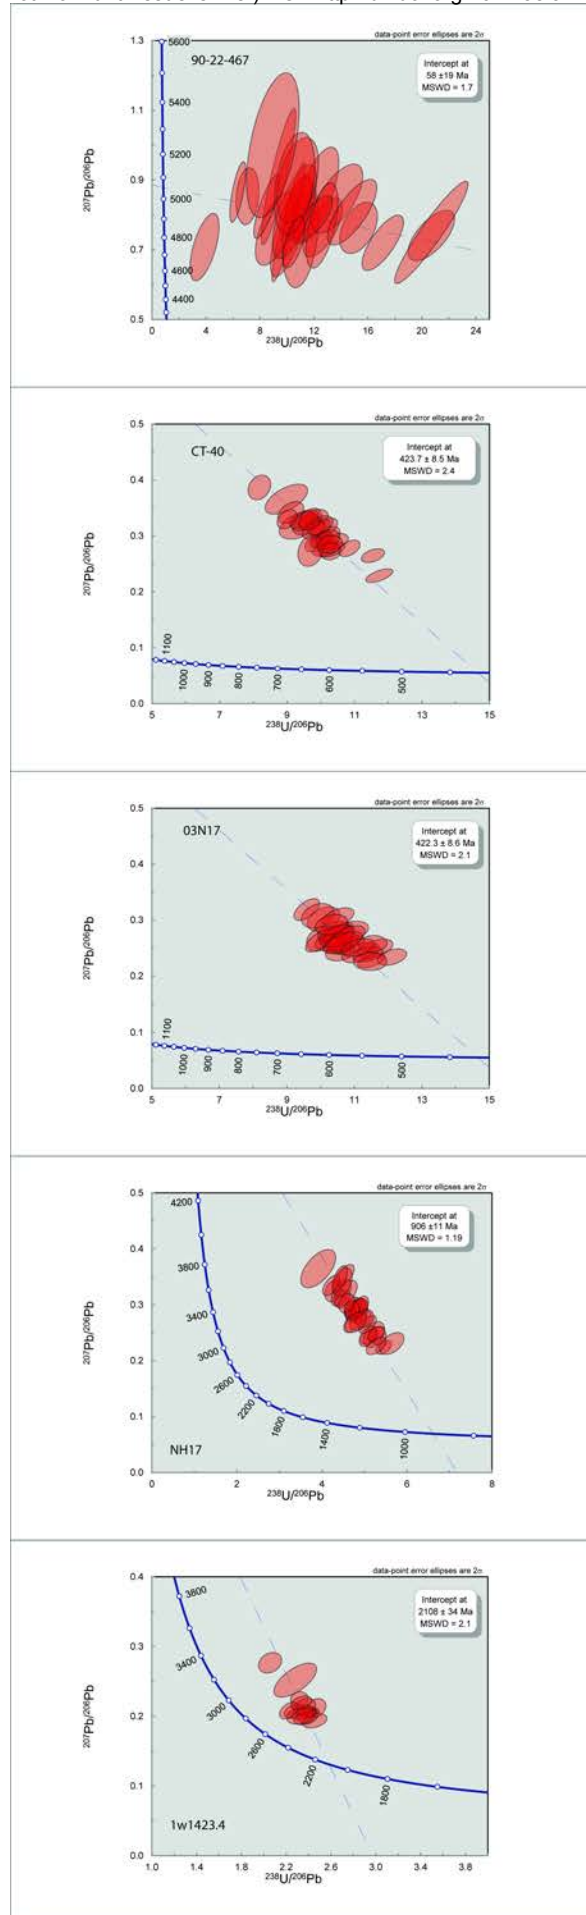 data-point error ellipses are 2σ
1.3
5600
90-22-467
Intercept at
58 ±19 Ma
MSWD = 1.7
5400
1.1
5200
0.9
5000
207Pb/206Pb
4800
0.7
4600
4400
0.5
0 4 8 12 16 20 24
238U/206Pb
data-point error ellipses are 2σ
0.5
CT-40
Intercept at
423.7 ± 8.5 Ma
MSWD = 2.4
0.4
0.3
207Pb/206Pb
0.2
0.1
1100 1000 900 800 700 600 500
0.0
5 7 9 11 13 15
238U/206Pb
data-point error ellipses are 2σ
0.5
03N17
Intercept at
422.3 ± 8.6 Ma
MSWD = 2.1
0.4
0.3
207Pb/206Pb
0.2
0.1
1100 1000 900 800 700 600 500
0.0
5 7 9 11 13 15
238U/206Pb
data-point error ellipses are 2σ
0.5
4200
Intercept at
906 ±11 Ma
MSWD = 1.19
0.4
3800
0.3
3400
207Pb/206Pb
3000
0.2
2600
2200
1800
0.1
1400
1000
NH17
0.0
0 2 4 6 8
238U/206Pb
data-point error ellipses are 2σ
0.4
3800
Intercept at
2108 ± 34 Ma
MSWD = 2.1
0.3
3400
207Pb/206Pb
0.2
3000
2600
2200
0.1
1800
1w1423.4
0.0
1.0 1.4 1.8 2.2 2.6 3.0 3.4 3.8
238U/206Pb